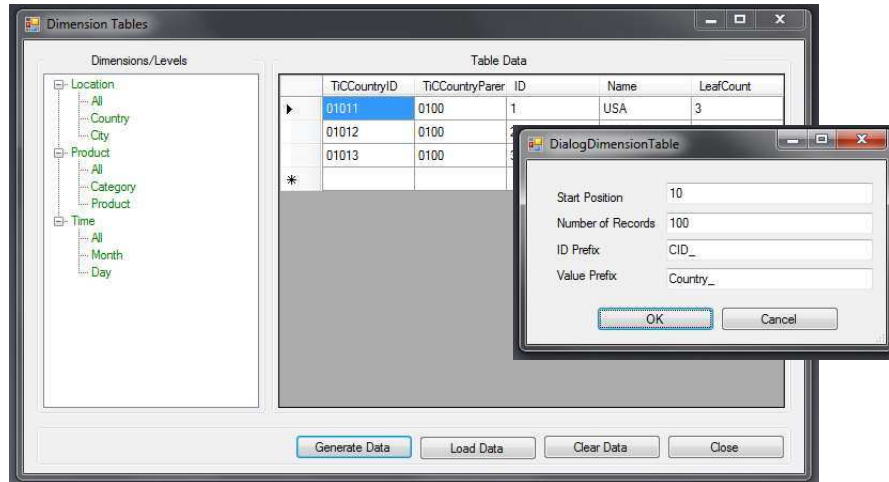 Dimension Tables
Dimensions/Levels
Location
All
Country
City
Product
All
Category
Product
Time
All
Month
Day
Table Data
TiCCountryID TiCCountryParer ID Name LeafCount
01011 0100 1 USA 3
01012 0100
01013 0100
DialogDimensionTable
Start Position 10
Number of Records 100
ID Prefix CID_
Value Prefix Country_
OK Cancel
Generate Data Load Data Clear Data Close